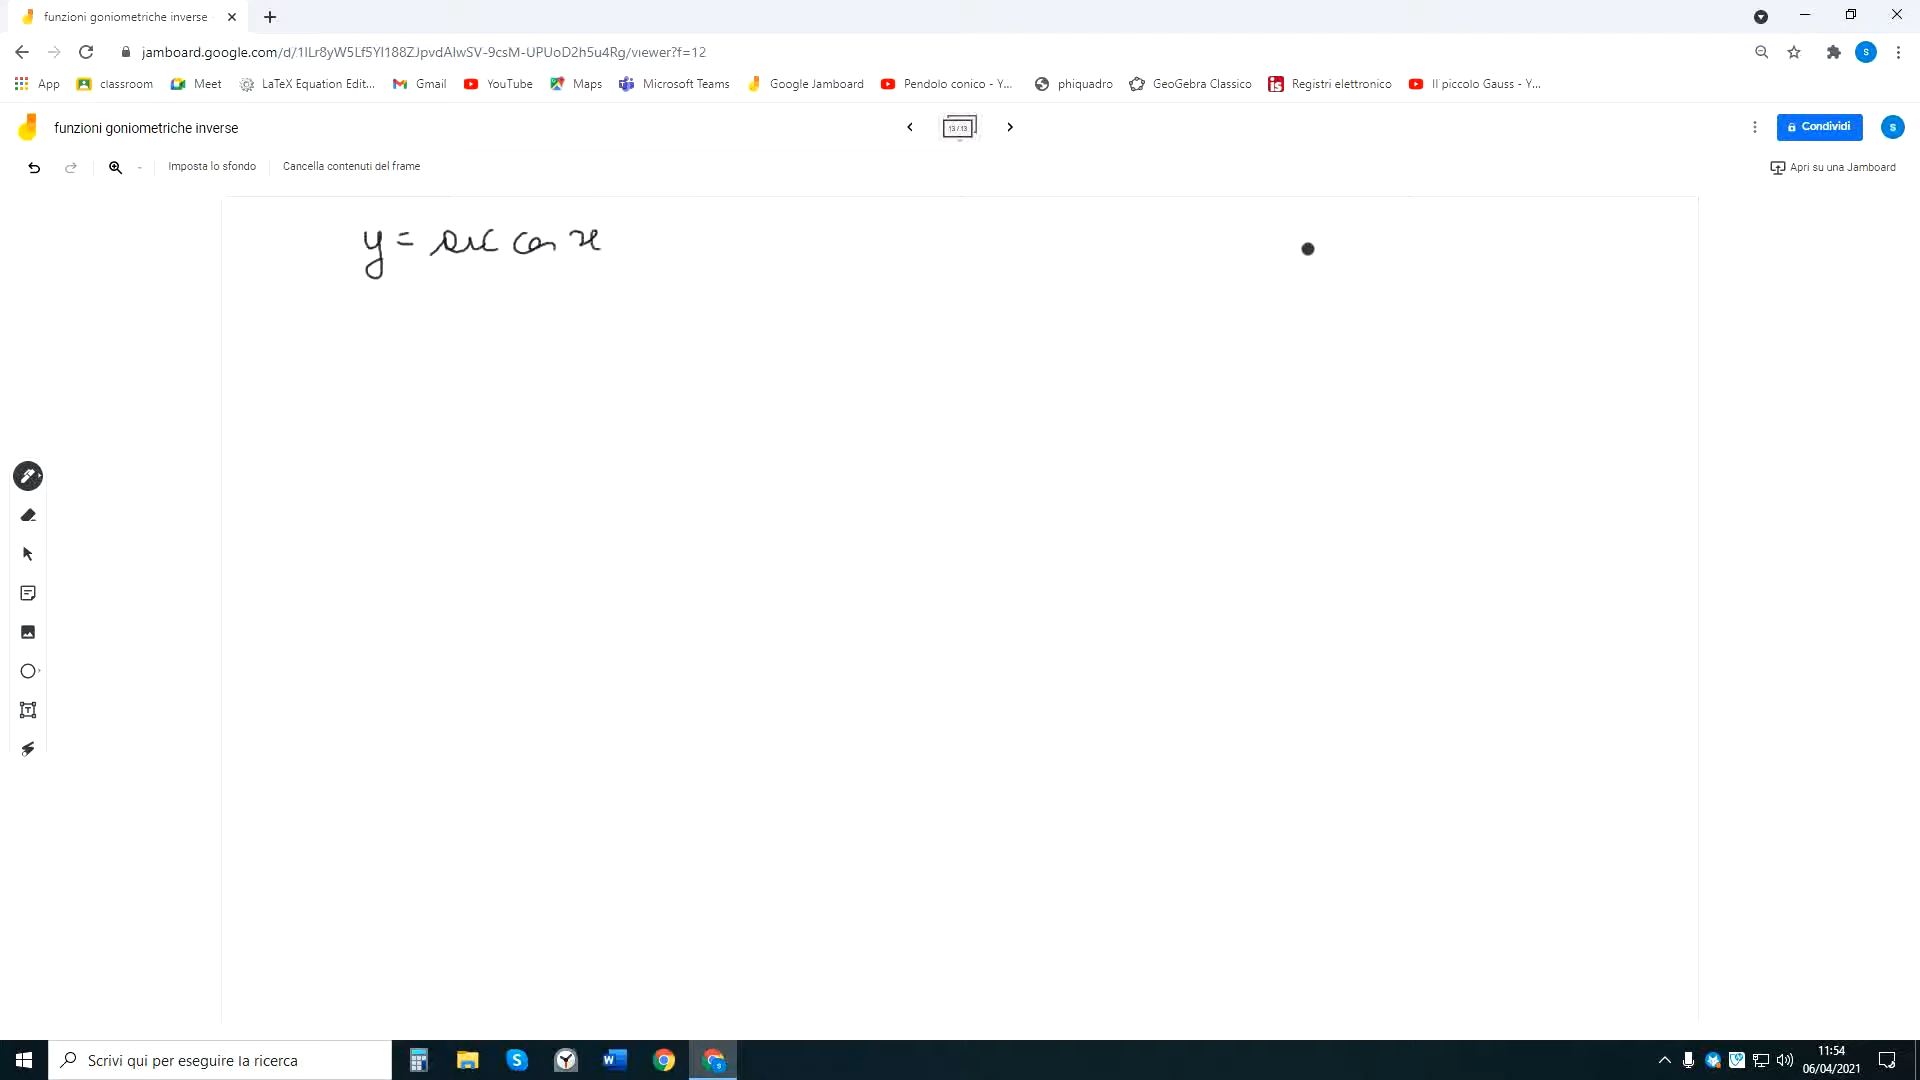 funzioni goniometriche inverse
jamboard.google.com/d/1lLr8yW5Lf5Yl188ZJpvdAlwSV-9csM-UPUoD2h5u4Rg/viewer?f=12
S
App classroom Meet LaTeX Equation Edit... Gmail YouTube Maps Microsoft Teams Google Jamboard Pendolo conico - Y... phiquadro GeoGebra Classico Registri elettronico Il piccolo Gauss - Y...
funzioni goniometriche inverse 13 / 13 Condividi S
Imposta lo sfondo Cancella contenuti del frame Apri su una Jamboard
y = arc cos x
11:54
Scrivi qui per eseguire la ricerca
06/04/2021